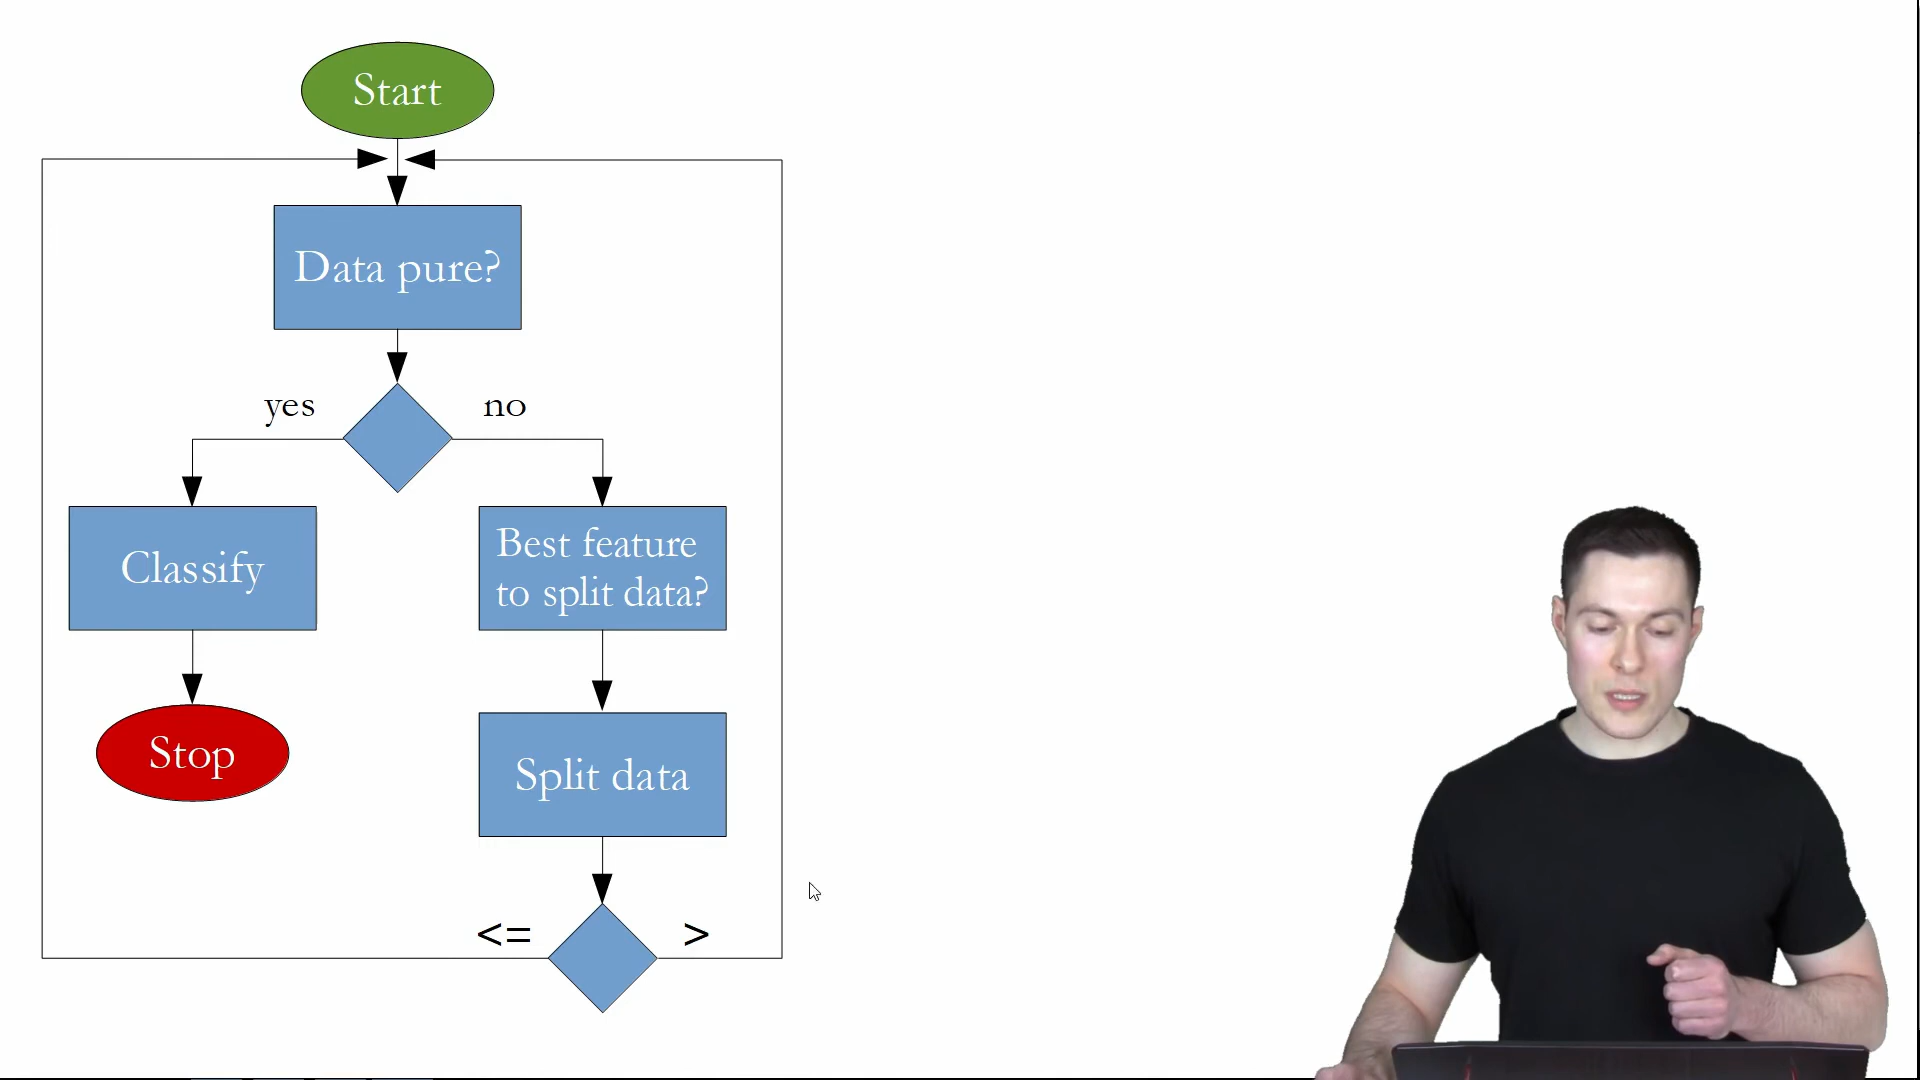 Start
Data pure?
yes
no
Classify
Best feature
to split data?
Stop
Split data
<=
>